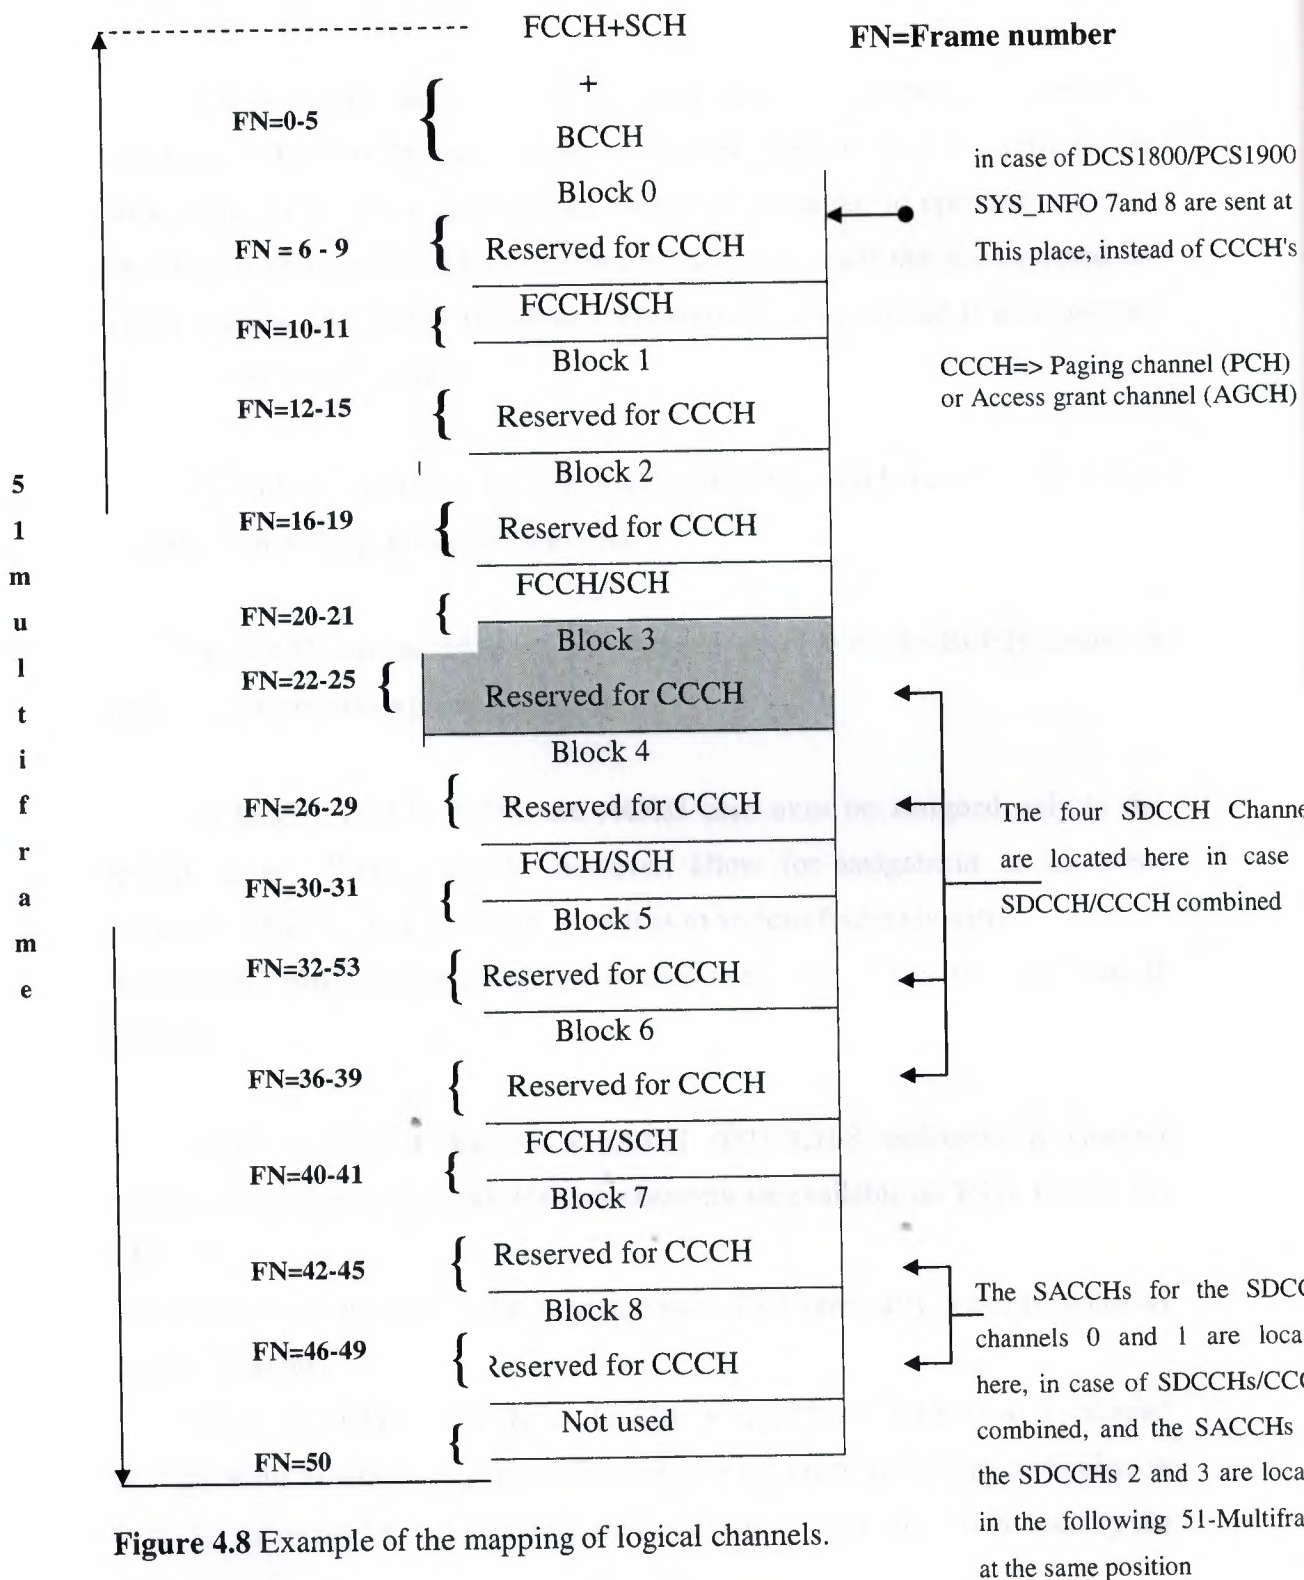 FCCH+SCH
FN=Frame number
+
FN=0-5
BCCH
in case of DCS1800/PCS1900
Block 0
SYS_INFO 7and 8 are sent at
FN = 6 - 9
Reserved for CCCH
This place, instead of CCCH's
FCCH/SCH
FN=10-11
Block 1
CCCH=> Paging channel (PCH)
or Access grant channel (AGCH)
FN=12-15
Reserved for CCCH
Block 2
FN=16-19
Reserved for CCCH
FCCH/SCH
FN=20-21
Block 3
FN=22-25
Reserved for CCCH
Block 4
FN=26-29
Reserved for CCCH
The four SDCCH Channe
are located here in case
SDCCH/CCCH combined
FCCH/SCH
FN=30-31
Block 5
FN=32-53
Reserved for CCCH
Block 6
FN=36-39
Reserved for CCCH
FCCH/SCH
FN=40-41
Block 7
FN=42-45
Reserved for CCCH
Block 8
FN=46-49
Reserved for CCCH
The SACCHs for the SDCC
channels 0 and 1 are loca
here, in case of SDCCHs/CCC
combined, and the SACCHs
the SDCCHs 2 and 3 are loca
in the following 51-Multifra
at the same position
Not used
FN=50
5
1
m
u
l
t
i
f
r
a
m
e
Figure 4.8 Example of the mapping of logical channels.